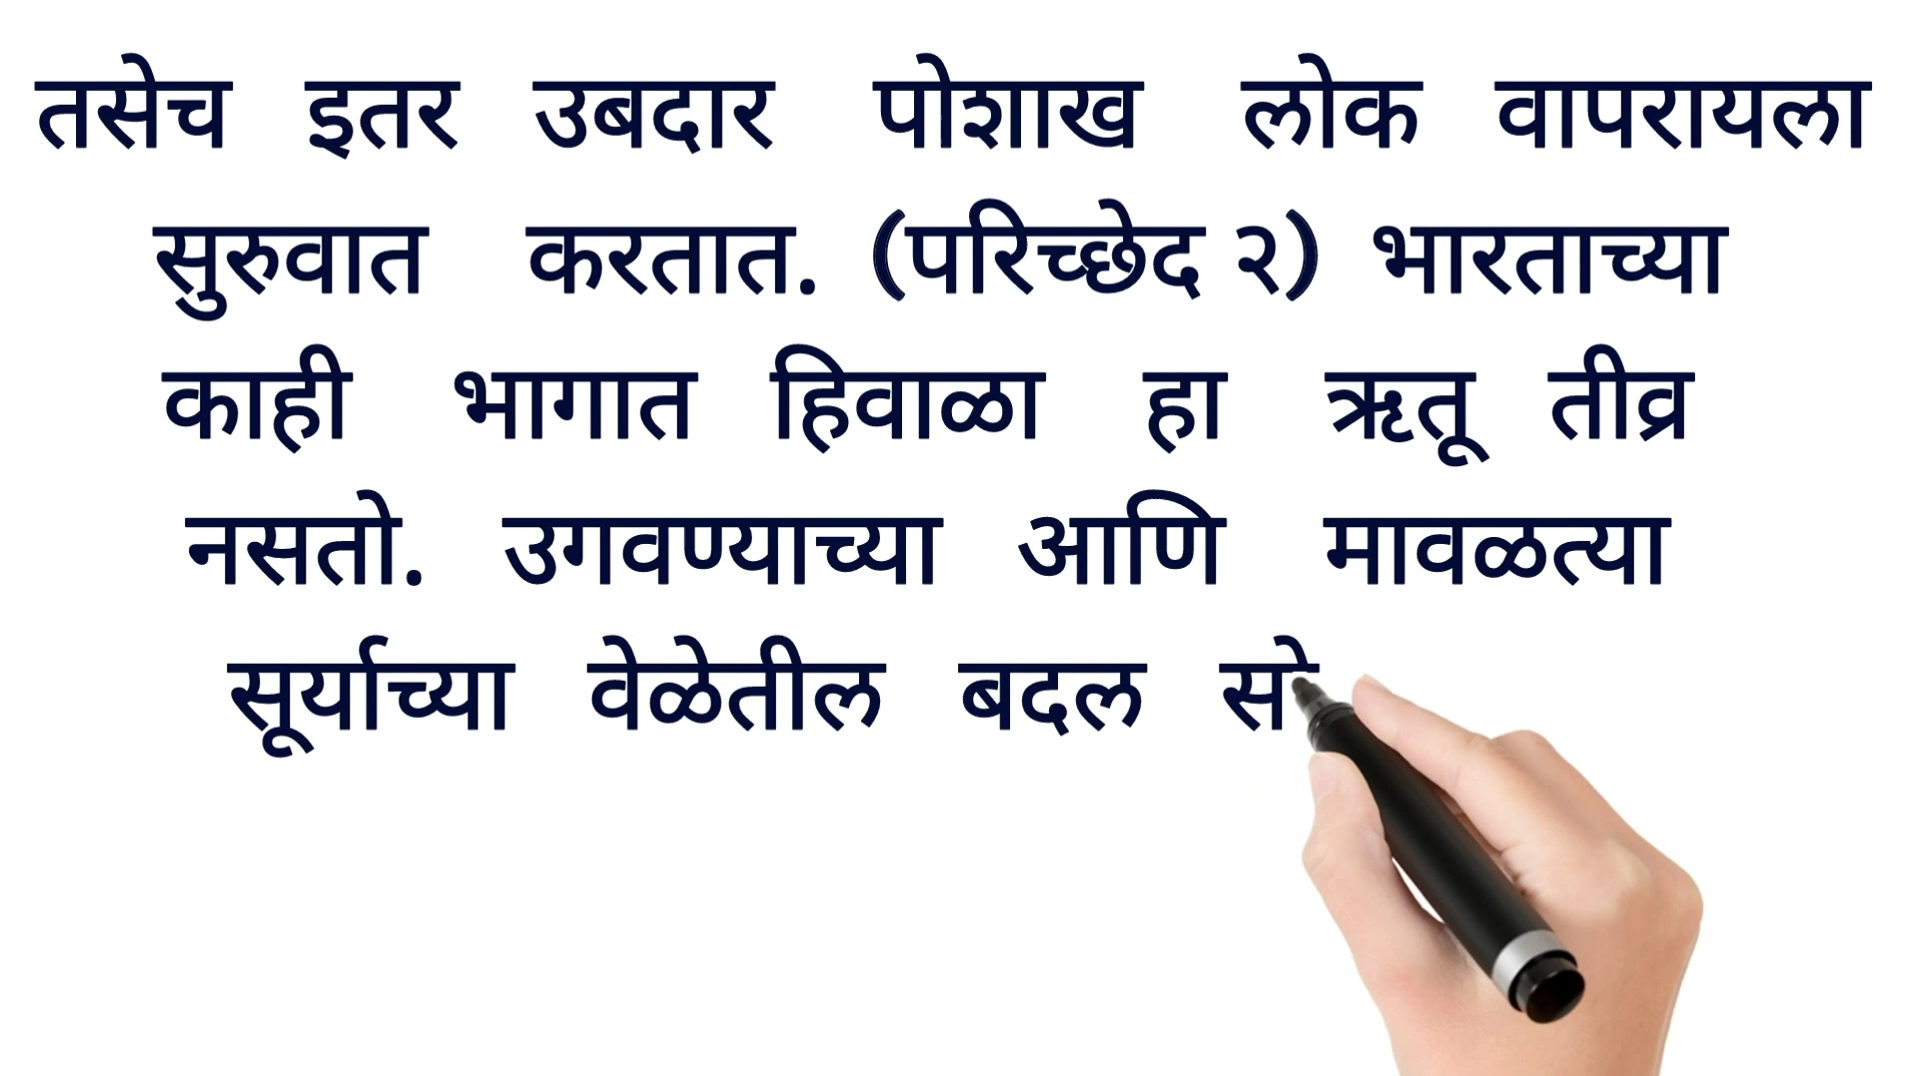 तसेच इतर उबदार पोशाख लोक वापरायला
सुरुवात करतात. (परिच्छेद २) भारताच्या
काही भागात हिवाळा हा ऋतू तीव्र
नसतो. उगवण्याच्या आणि मावळत्या
सूर्याच्या वेळेतील बदल